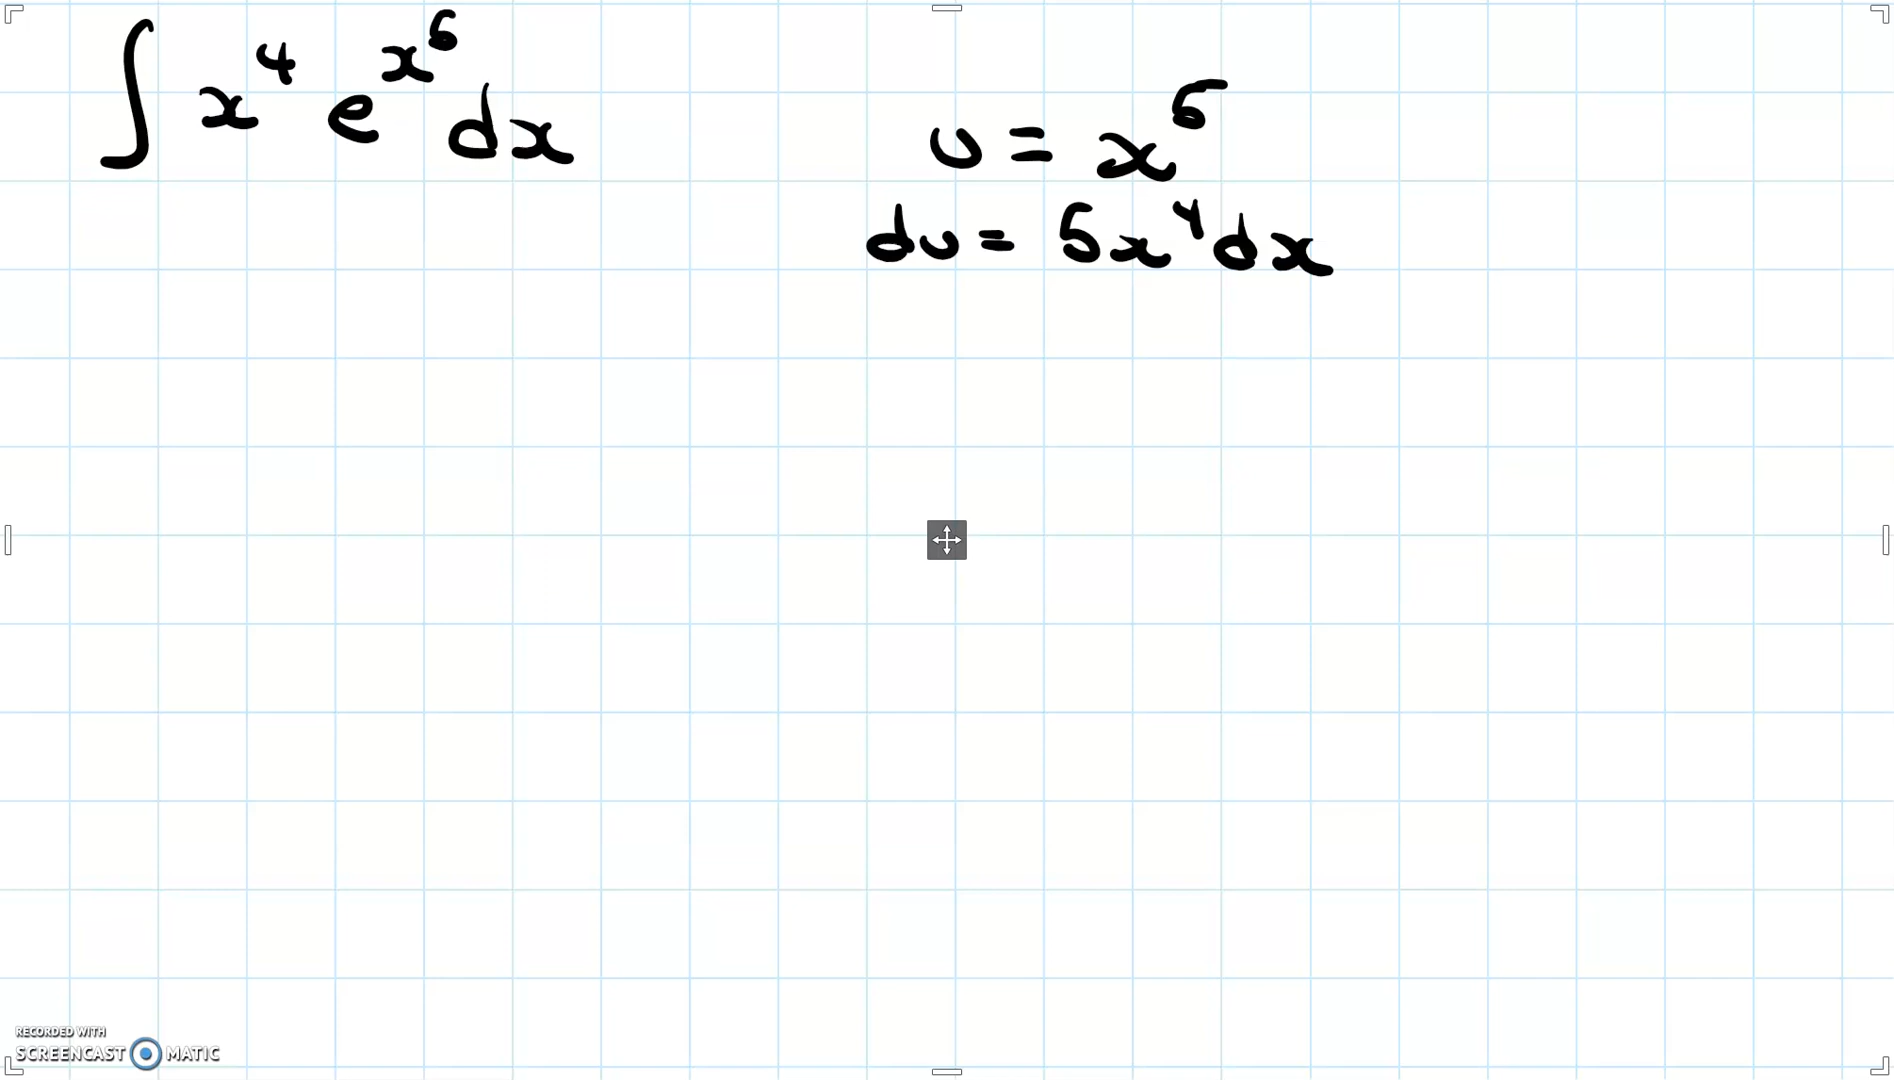 ∫ x⁴ e^{x⁵} dx
u = x⁵
du = 5x⁴dx
RECORDED WITH
SCREENCAST MATIC